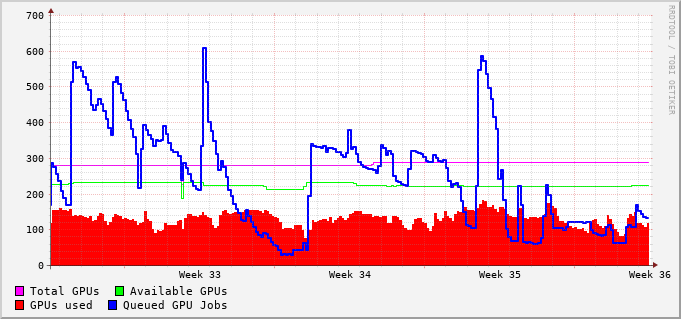 700
600
500
400
300
200
100
0
Week 33 Week 34 Week 35 Week 36
Total GPUs Available GPUs
GPUs used Queued GPU Jobs
RRDTOOL / TOBI OETIKER